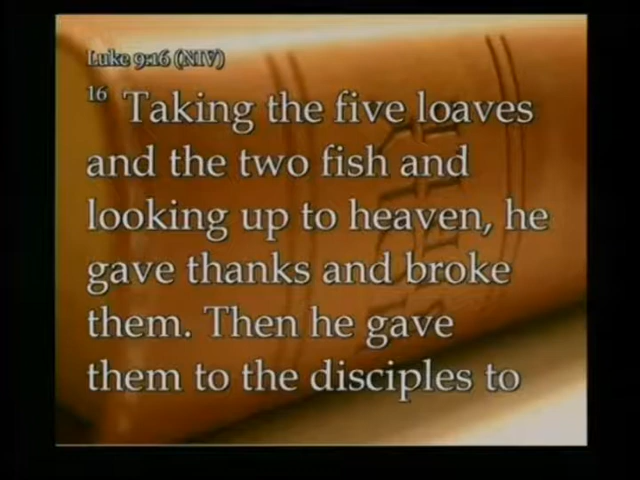 Luke 9:16 (NIV)
16 Taking the five loaves
and the two fish and
looking up to heaven, he
gave thanks and broke
them. Then he gave
them to the disciples to